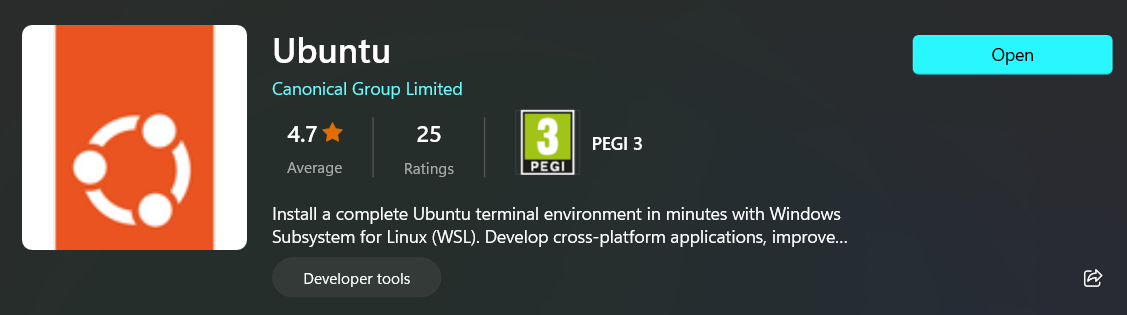 Ubuntu
Open
Canonical Group Limited
4.7
25
3
PEGI
PEGI 3
Average
Ratings
Install a complete Ubuntu terminal environment in minutes with Windows
Subsystem for Linux (WSL). Develop cross-platform applications, improve...
Developer tools